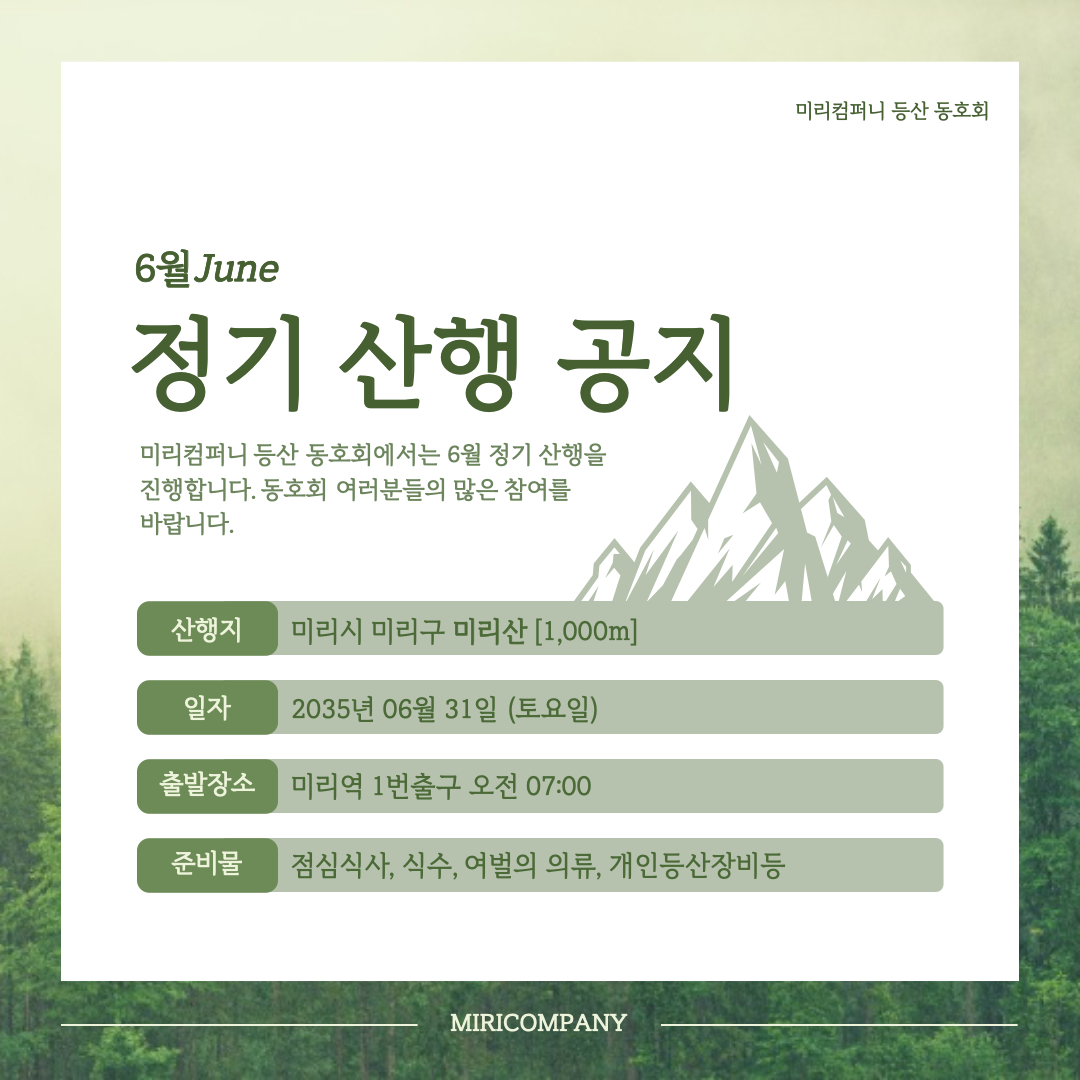 미리컴퍼니 등산 동호회
6월 June
정기 산행 공지
미리컴퍼니 등산 동호회에서는 6월 정기 산행을
진행합니다. 동호회 여러분들의 많은 참여를
바랍니다.
산행지 미리시 미리구 미리산 [1,000m]
일자 2035년 06월 31일 (토요일)
출발장소 미리역 1번출구 오전 07:00
준비물 점심식사, 식수, 여벌의 의류, 개인등산장비등
MIRICOMPANY